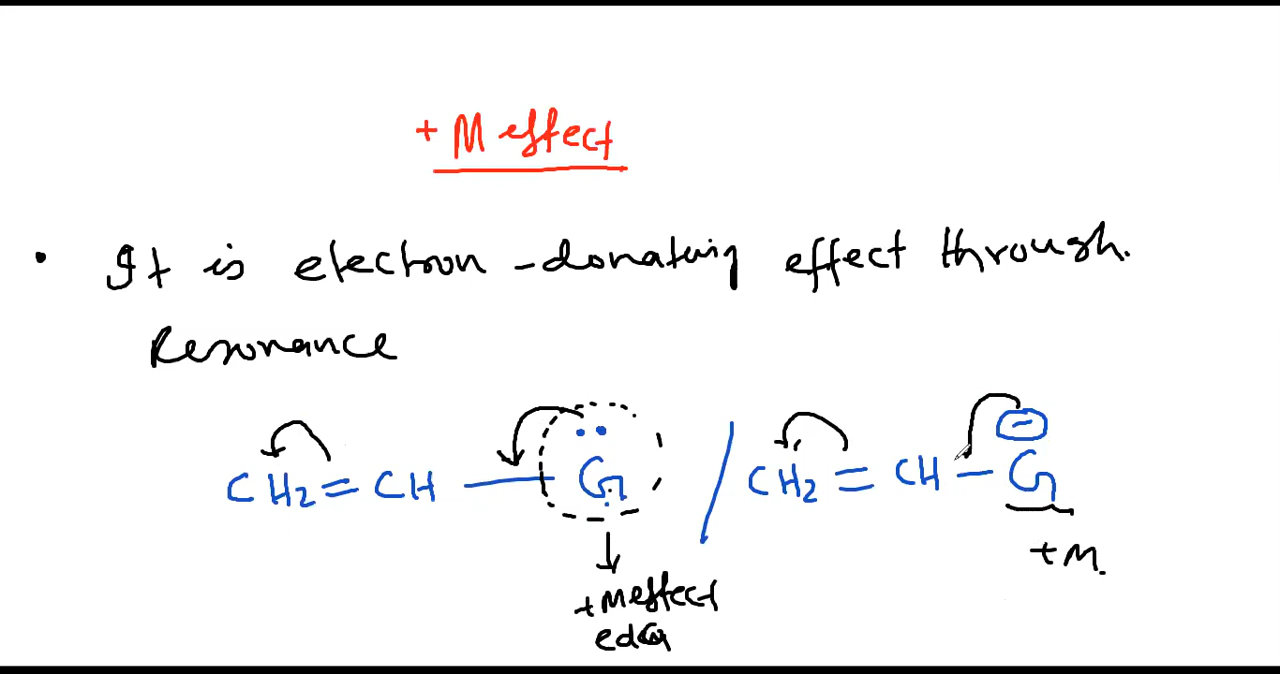 + M effect
• It is electron-donating effect through.
Resonance
CH2=CH—G / CH2=CH–G
+M.
+M effect
edG